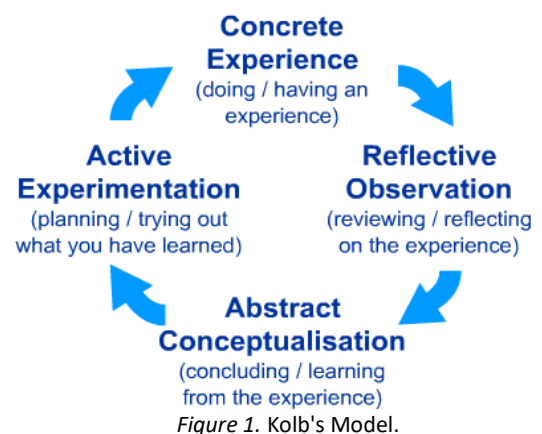 Concrete
Experience
(doing / having an
experience)
Reflective
Observation
(reviewing / reflecting
on the experience)
Abstract
Conceptualisation
(concluding / learning
from the experience)
Active
Experimentation
(planning / trying out
what you have learned)
Figure 1. Kolb's Model.